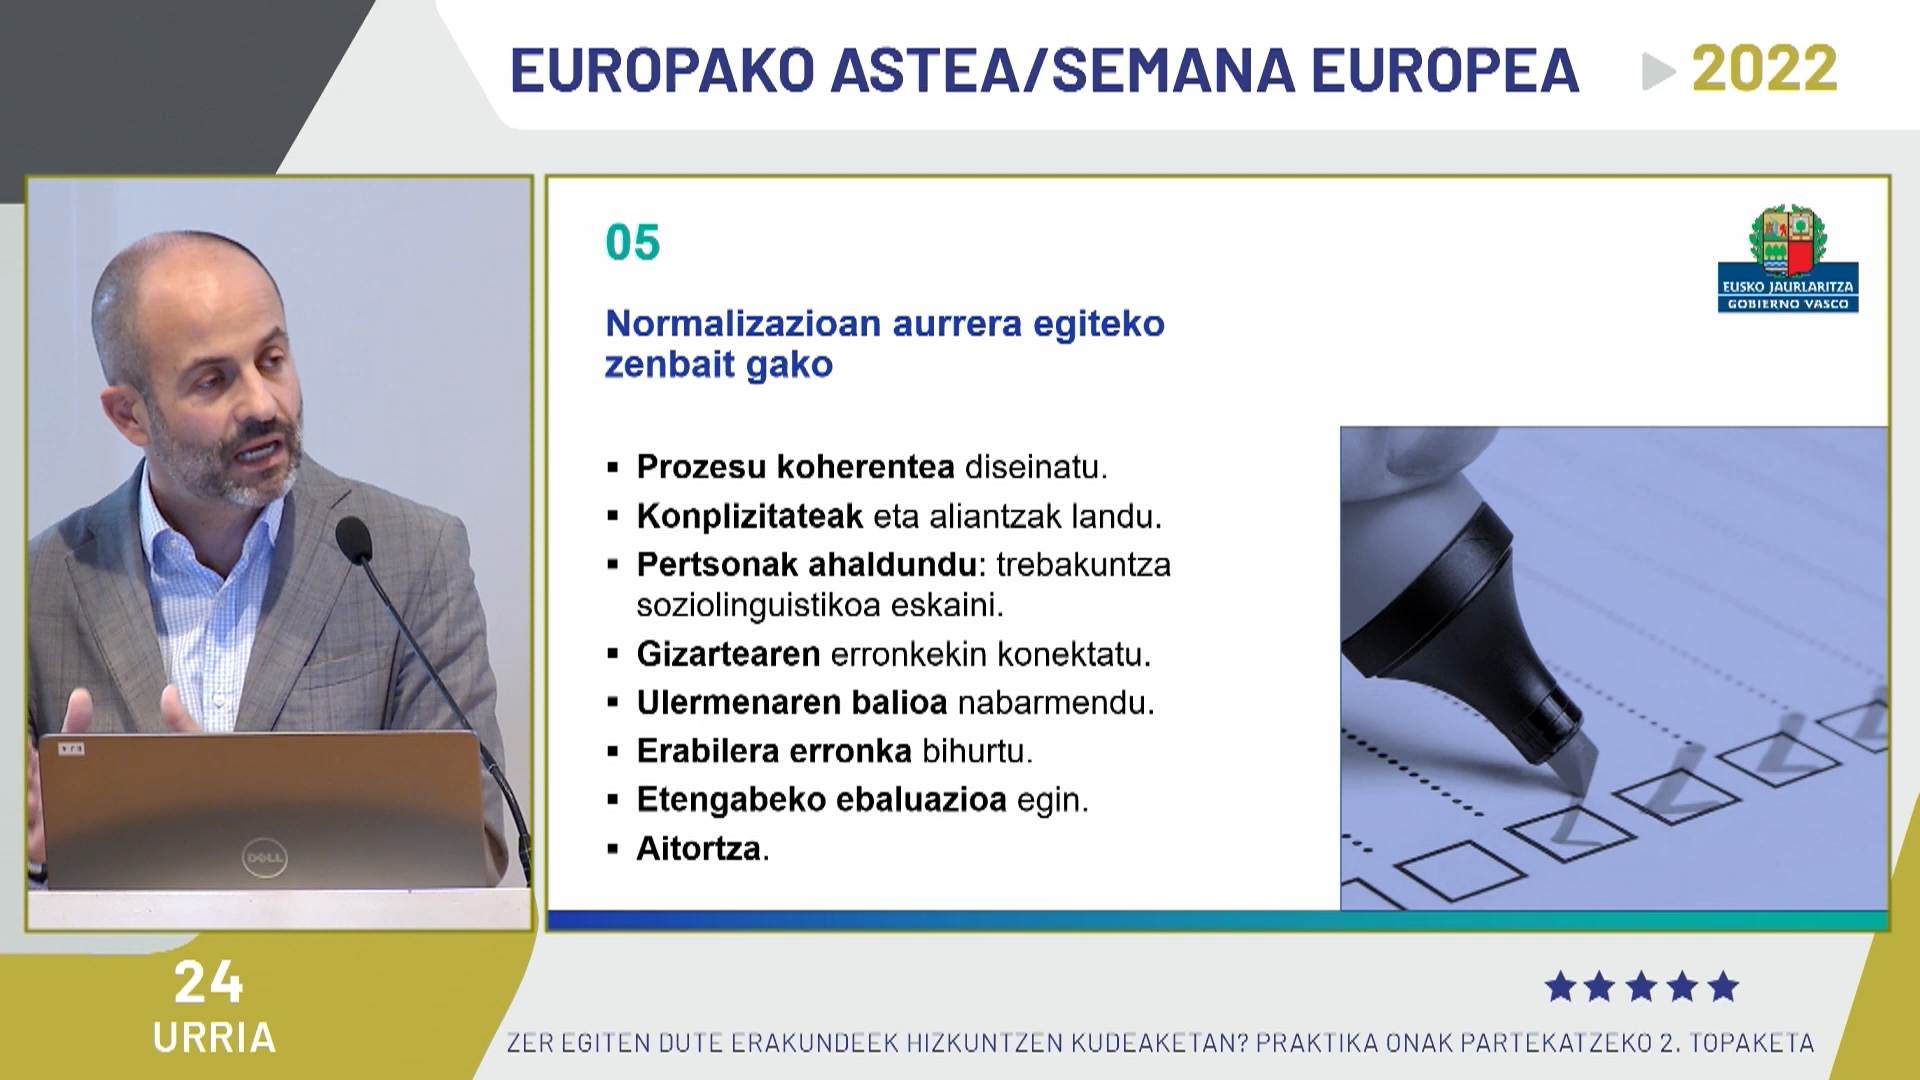 EUROPAKO ASTEA/SEMANA EUROPEA 2022
05
EUSKO JAURLARITZA
GOBIERNO VASCO
Normalizazioan aurrera egiteko
zenbait gako
▪ Prozesu koherentea diseinatu.
▪ Konplizitateak eta aliantzak landu.
▪ Pertsonak ahaldundu: trebakuntza
soziolinguistikoa eskaini.
▪ Gizartearen erronkekin konektatu.
▪ Ulermenaren balioa nabarmendu.
▪ Erabilera erronka bihurtu.
▪ Etengabeko ebaluazioa egin.
▪ Aitortza.
DELL
24
URRIA
ZER EGITEN DUTE ERAKUNDEEK HIZKUNTZEN KUDEAKETAN? PRAKTIKA ONAK PARTEKATZEKO 2. TOPAKETA